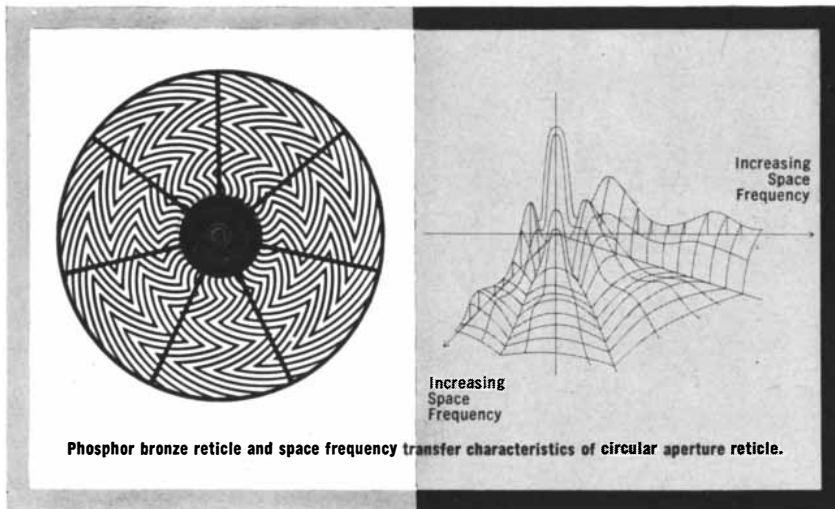 Increasing
Space
Frequency
Increasing
Space
Frequency
Phosphor bronze reticle and space frequency transfer characteristics of circular aperture reticle.